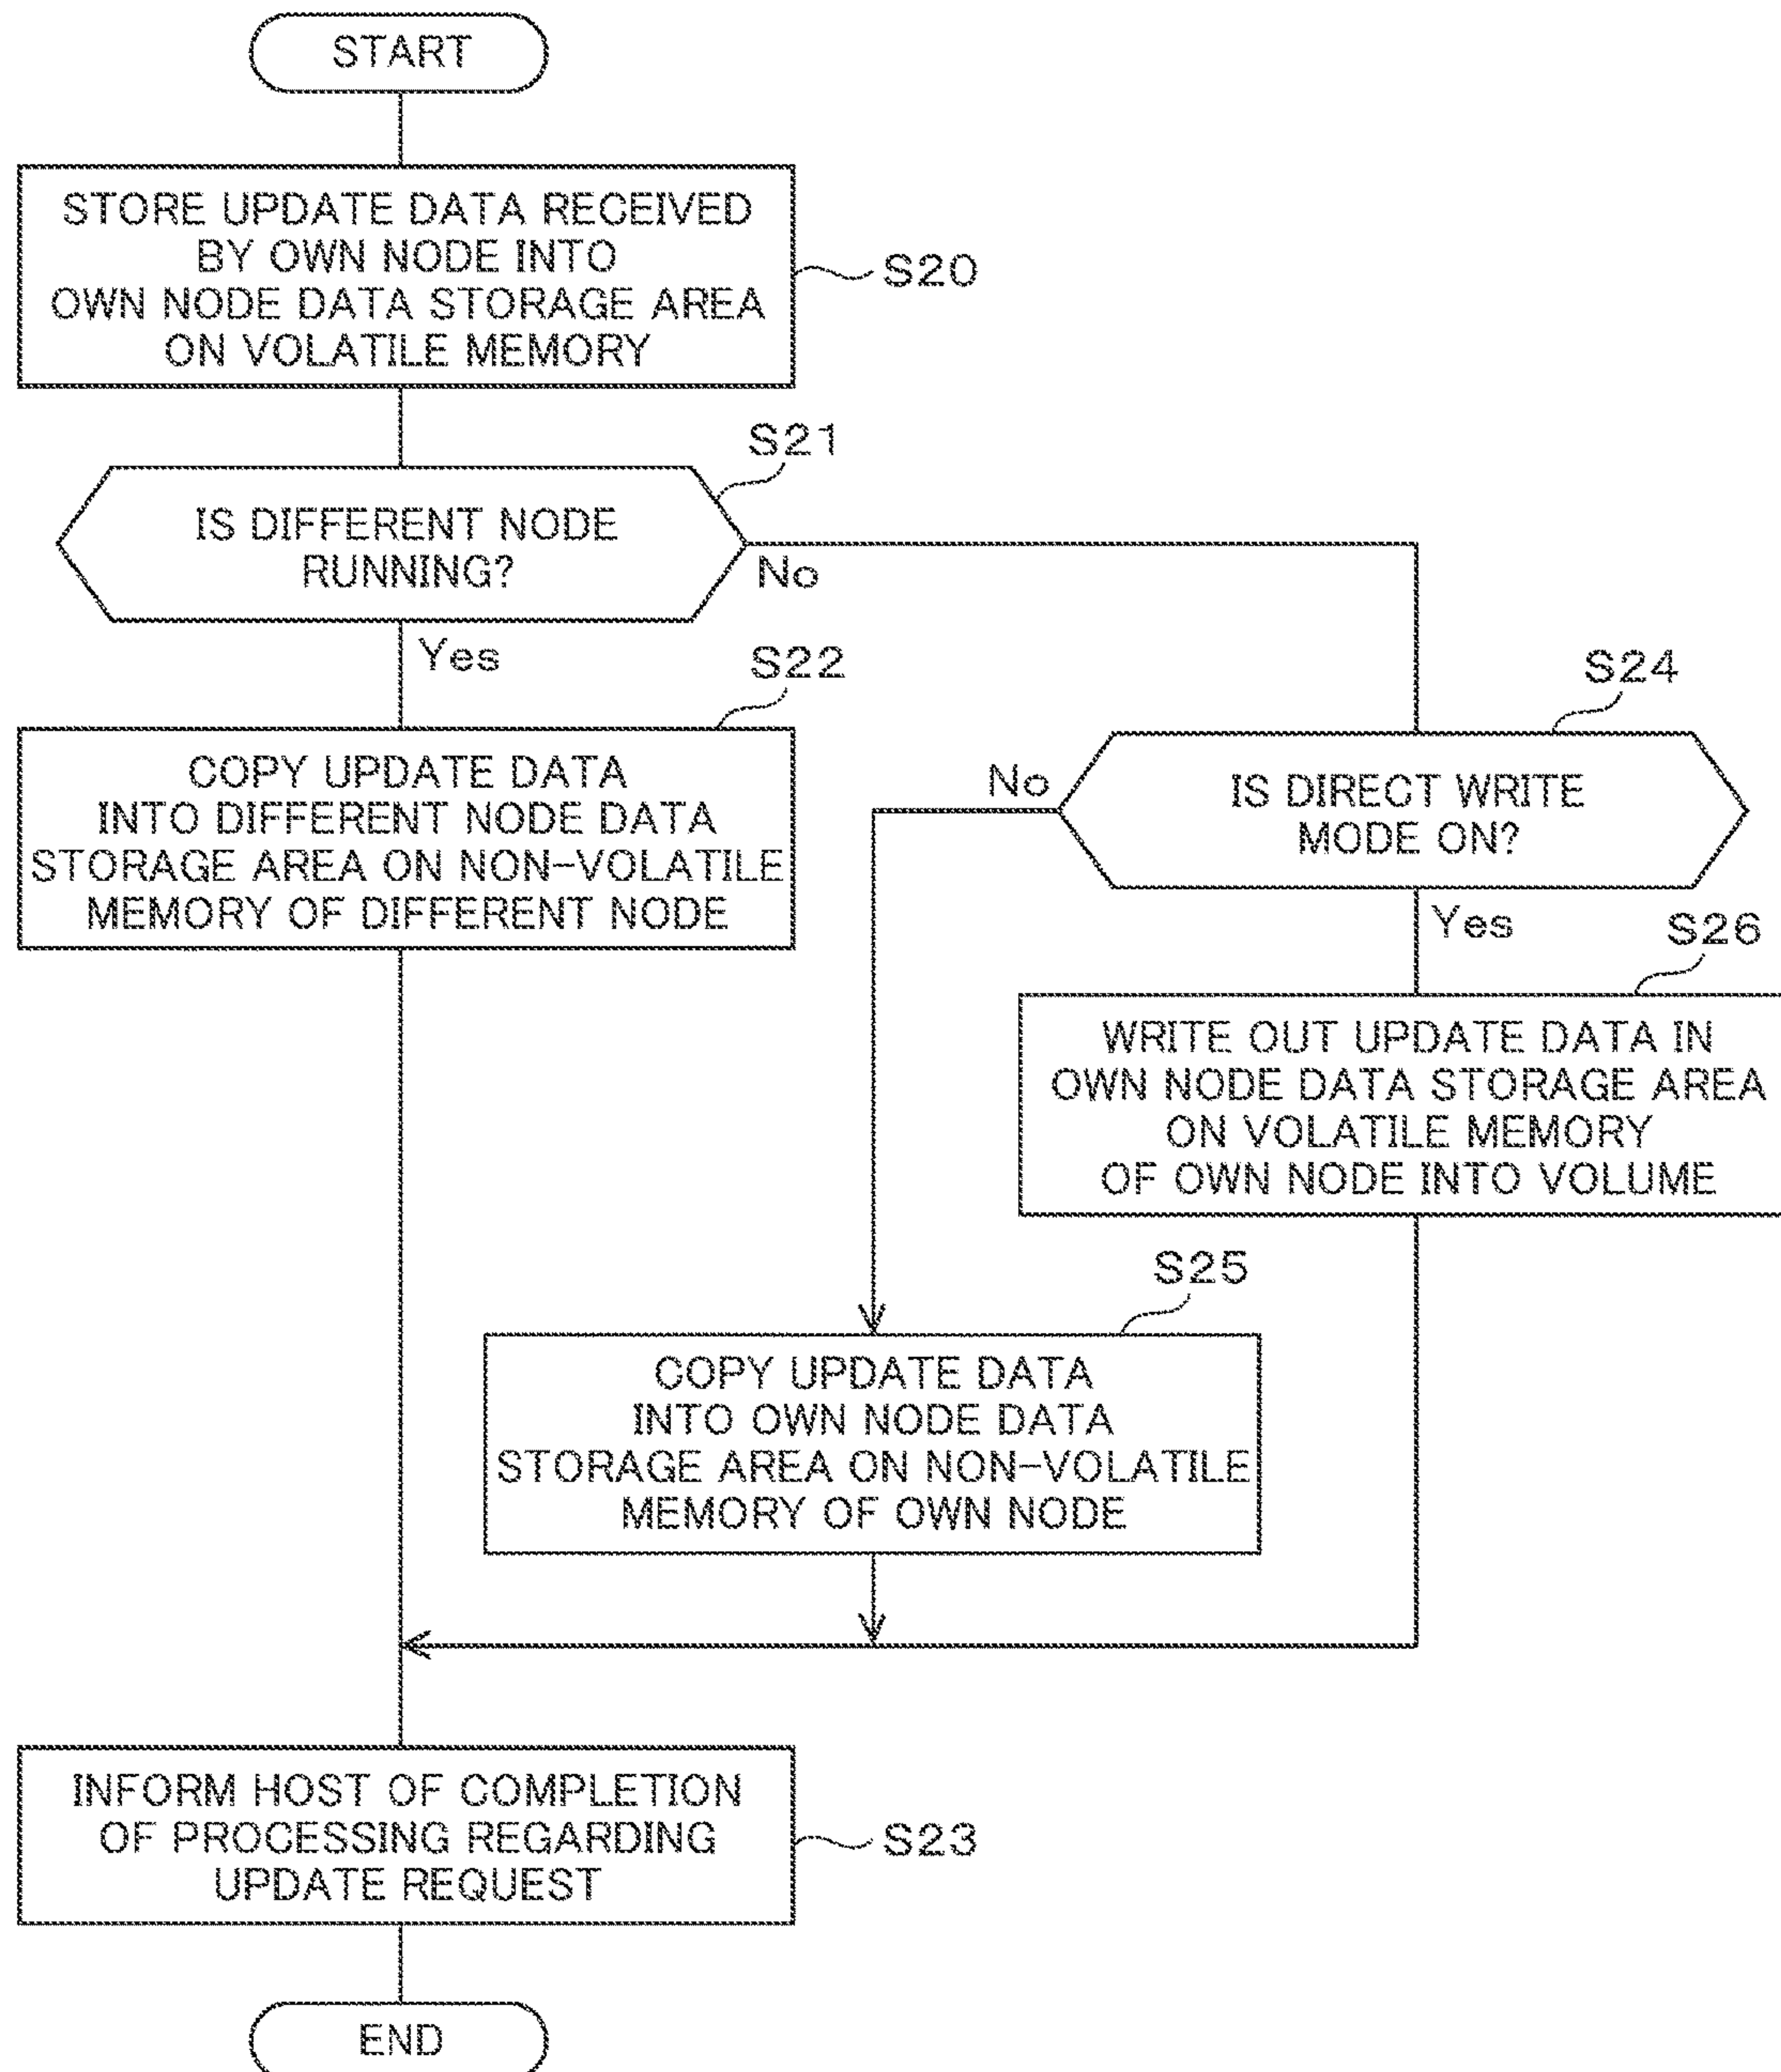 START
STORE UPDATE DATA RECEIVED
BY OWN NODE INTO
OWN NODE DATA STORAGE AREA
ON VOLATILE MEMORY
S20
S21
IS DIFFERENT NODE
RUNNING?
No
Yes
S22
COPY UPDATE DATA
INTO DIFFERENT NODE DATA
STORAGE AREA ON NON-VOLATILE
MEMORY OF DIFFERENT NODE
S24
No
IS DIRECT WRITE
MODE ON?
Yes
S26
WRITE OUT UPDATE DATA IN
OWN NODE DATA STORAGE AREA
ON VOLATILE MEMORY
OF OWN NODE INTO VOLUME
S25
COPY UPDATE DATA
INTO OWN NODE DATA
STORAGE AREA ON NON-VOLATILE
MEMORY OF OWN NODE
INFORM HOST OF COMPLETION
OF PROCESSING REGARDING
UPDATE REQUEST
S23
END